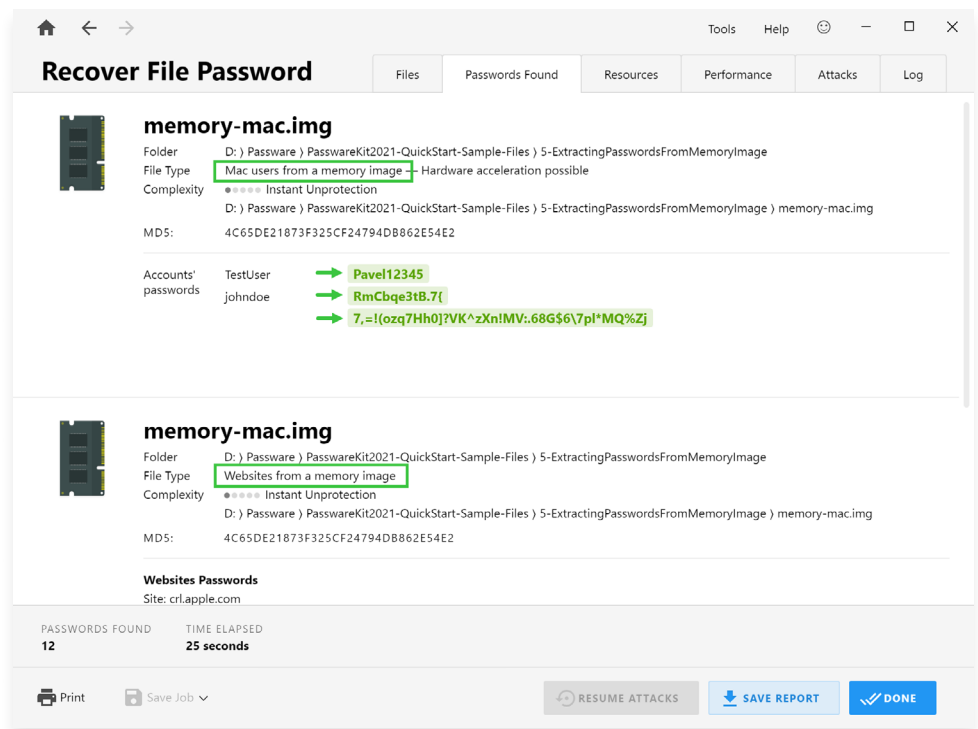 Tools Help
Recover File Password
Files Passwords Found Resources Performance Attacks Log
memory-mac.img
Folder D: ⟩ Passware ⟩ PasswareKit2021-QuickStart-Sample-Files ⟩ 5-ExtractingPasswordsFromMemoryImage
File Type Mac users from a memory image — Hardware acceleration possible
Complexity Instant Unprotection
D: ⟩ Passware ⟩ PasswareKit2021-QuickStart-Sample-Files ⟩ 5-ExtractingPasswordsFromMemoryImage ⟩ memory-mac.img
MD5: 4C65DE21873F325CF24794DB862E54E2
Accounts' passwords
TestUser Pavel12345
johndoe RmCbqe3tB.7{
7,=!(ozq7Hh0]?VK^zXn!MV:.68G$6\7pl*MQ%Zj
memory-mac.img
Folder D: ⟩ Passware ⟩ PasswareKit2021-QuickStart-Sample-Files ⟩ 5-ExtractingPasswordsFromMemoryImage
File Type Websites from a memory image
Complexity Instant Unprotection
D: ⟩ Passware ⟩ PasswareKit2021-QuickStart-Sample-Files ⟩ 5-ExtractingPasswordsFromMemoryImage ⟩ memory-mac.img
MD5: 4C65DE21873F325CF24794DB862E54E2
Websites Passwords
Site: crl.apple.com
PASSWORDS FOUND TIME ELAPSED
12 25 seconds
Print Save Job RESUME ATTACKS SAVE REPORT DONE